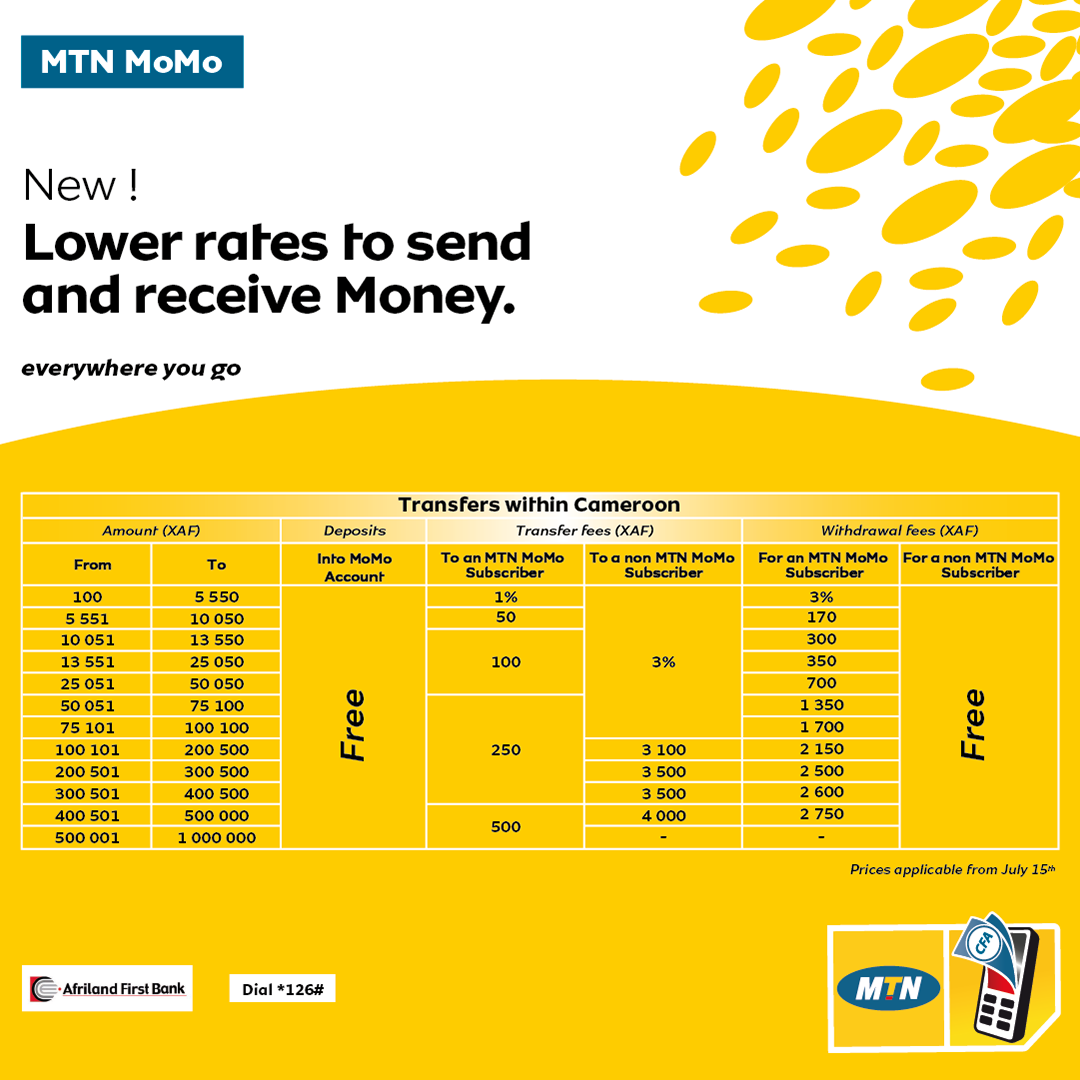 MTN MoMo
New !
Lower rates to send
and receive Money.
everywhere you go
Transfers within Cameroon
Amount (XAF) Deposits Transfer fees (XAF) Withdrawal fees (XAF)
From To Into MoMo Account To an MTN MoMo Subscriber To a non MTN MoMo Subscriber For an MTN MoMo Subscriber For a non MTN MoMo Subscriber
100 5 550 1% 3%
5 551 10 050 50 170
10 051 13 550 300
13 551 25 050 100 3% 350
25 051 50 050 700
50 051 75 100 1 350
75 101 100 100 Free 1 700 Free
100 101 200 500 250 3 100 2 150
200 501 300 500 3 500 2 500
300 501 400 500 3 500 2 600
400 501 500 000 4 000 2 750
500
500 001 1 000 000 - -
Prices applicable from July 15th
CFA
Afriland First Bank
Dial *126#
MTN